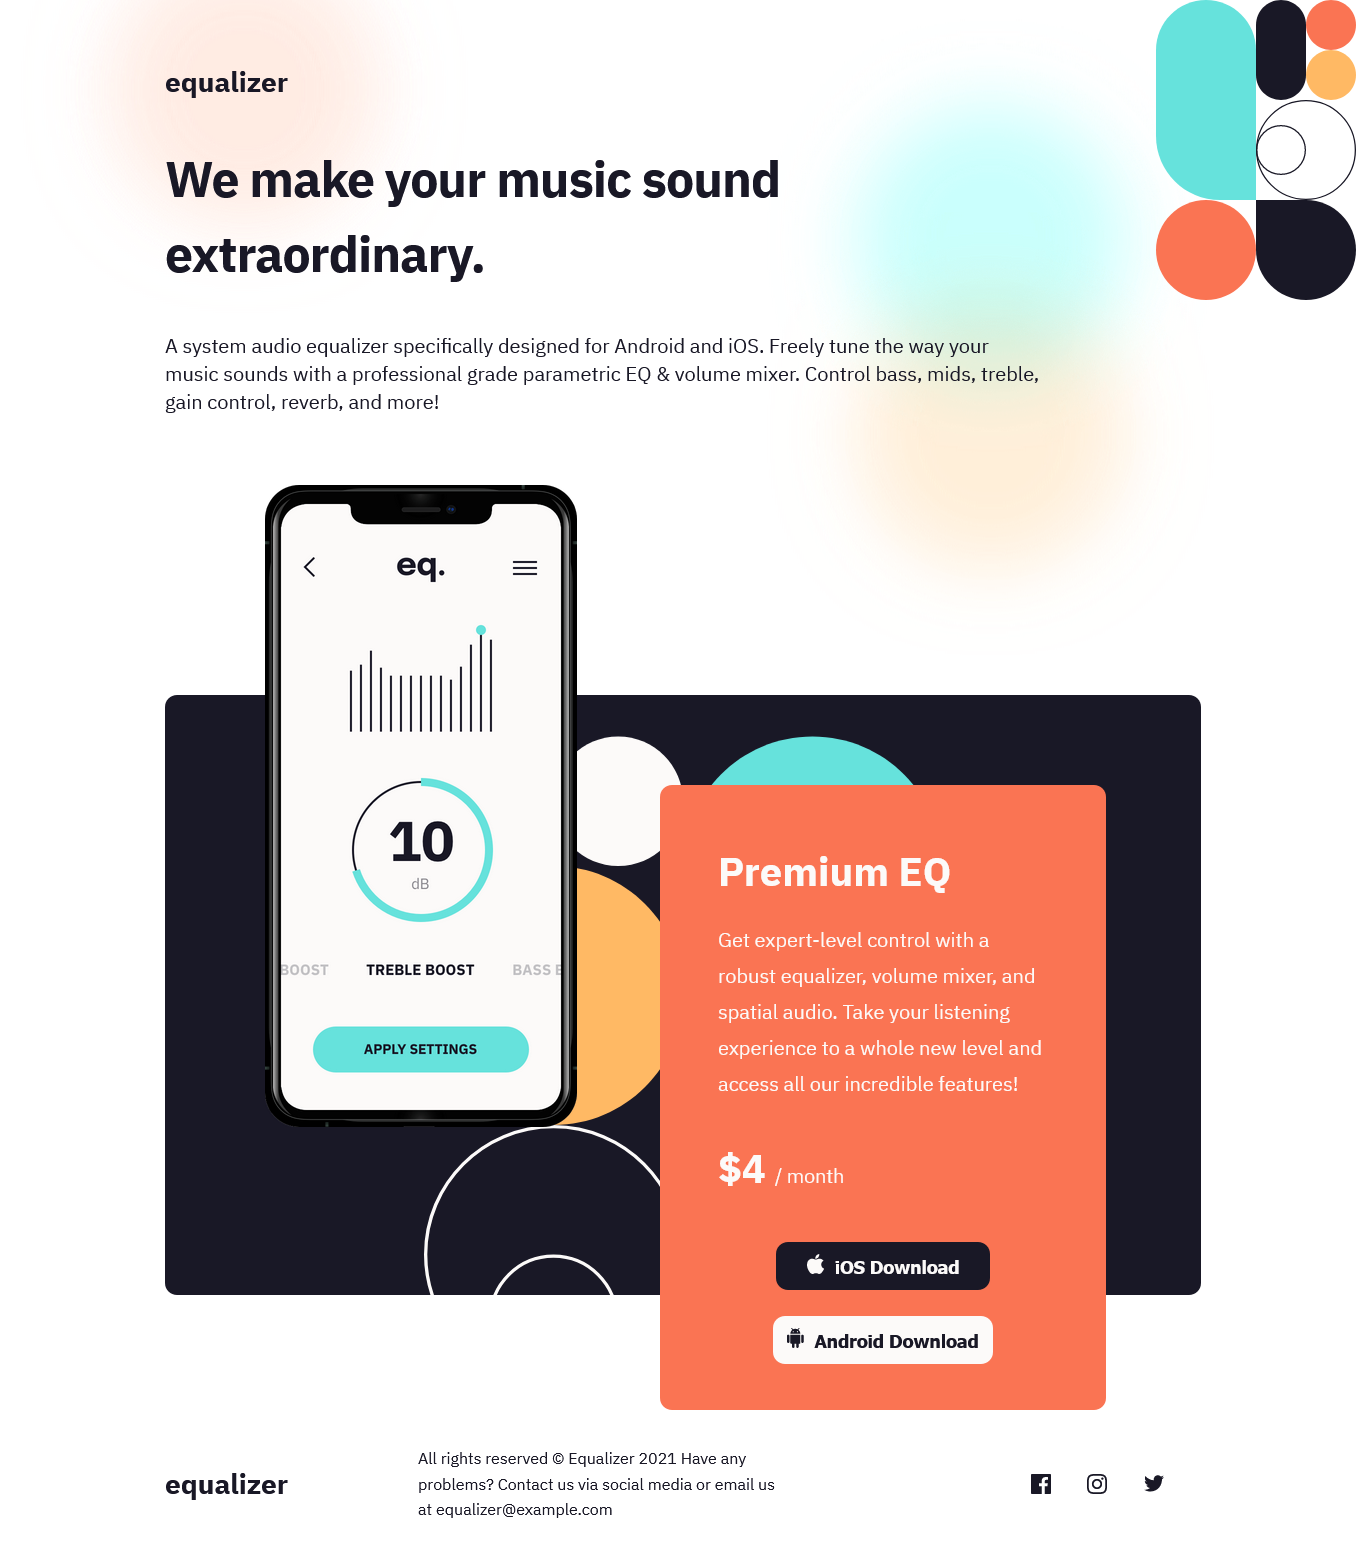 equalizer
We make your music sound
extraordinary.
A system audio equalizer specifically designed for Android and iOS. Freely tune the way your
music sounds with a professional grade parametric EQ & volume mixer. Control bass, mids, treble,
gain control, reverb, and more!
eq.
10
dB
BOOST TREBLE BOOST BASS B
APPLY SETTINGS
Premium EQ
Get expert-level control with a
robust equalizer, volume mixer, and
spatial audio. Take your listening
experience to a whole new level and
access all our incredible features!
$4 / month
iOS Download
Android Download
equalizer
All rights reserved © Equalizer 2021 Have any
problems? Contact us via social media or email us
at equalizer@example.com